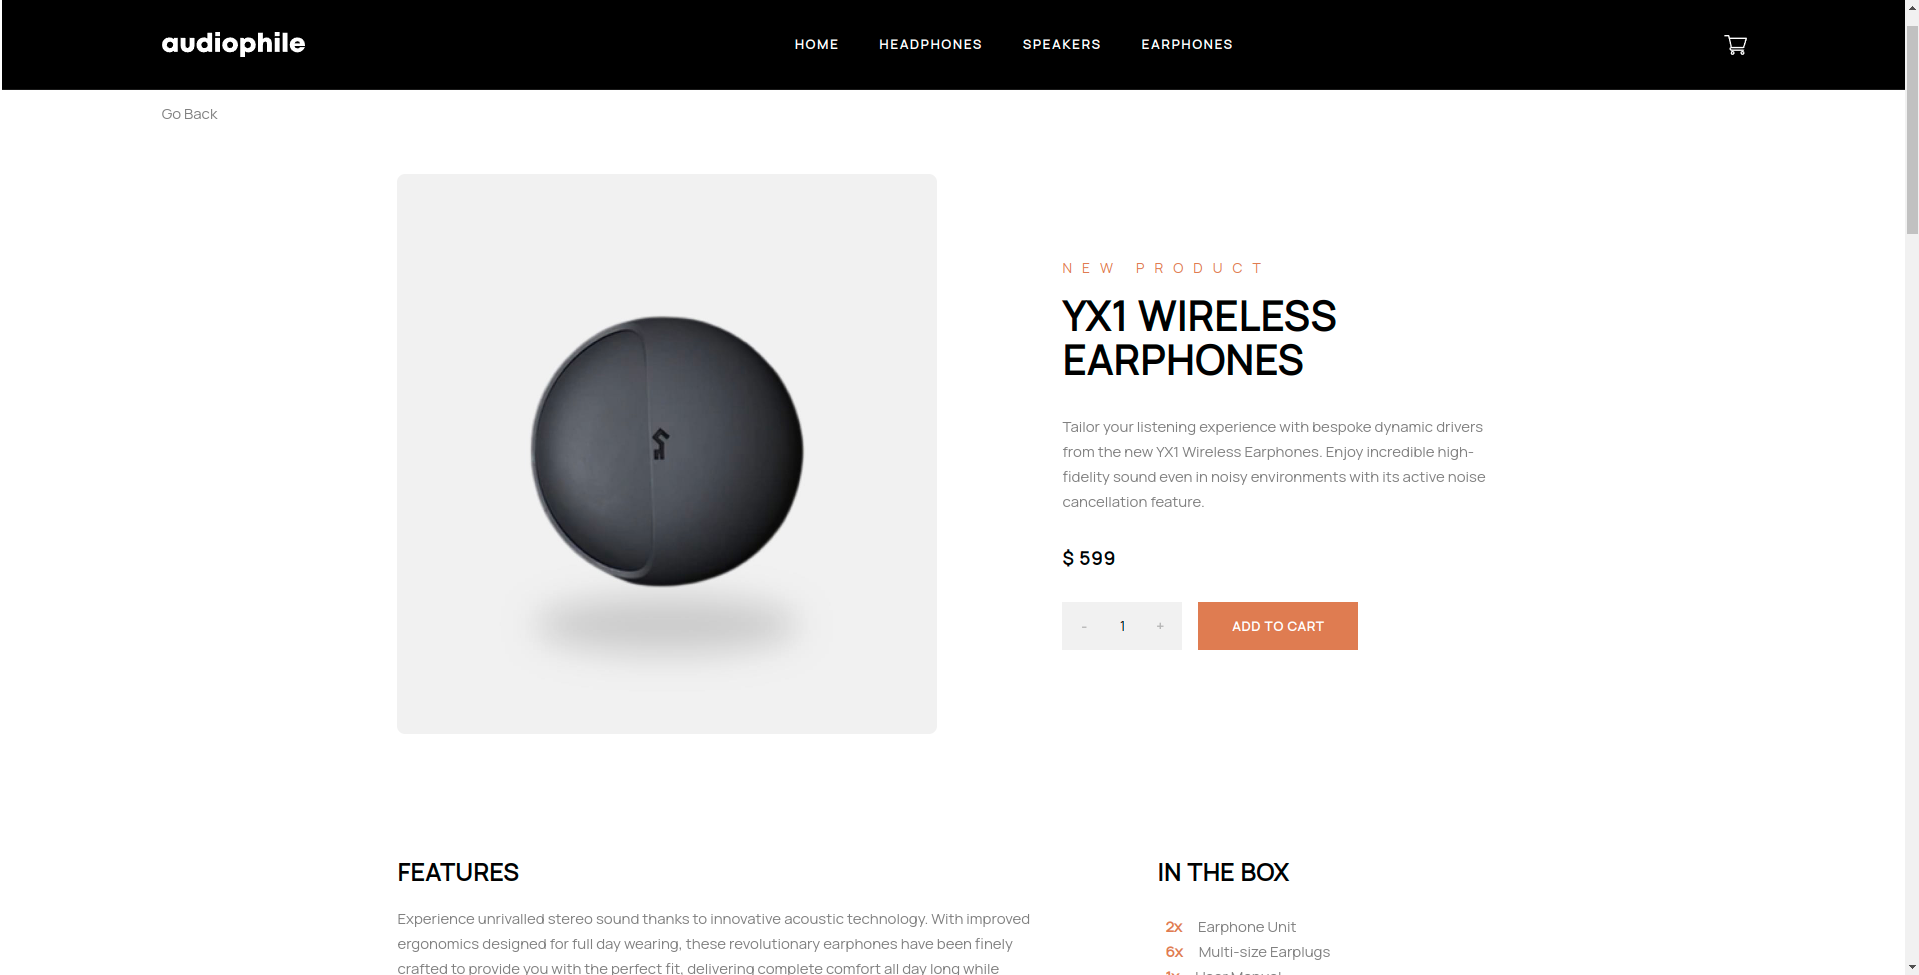 audiophile
HOME HEADPHONES SPEAKERS EARPHONES
Go Back
NEW PRODUCT
YX1 WIRELESS
EARPHONES
Tailor your listening experience with bespoke dynamic drivers
from the new YX1 Wireless Earphones. Enjoy incredible high-
fidelity sound even in noisy environments with its active noise
cancellation feature.
$ 599
- 1 +
ADD TO CART
FEATURES
Experience unrivalled stereo sound thanks to innovative acoustic technology. With improved
ergonomics designed for full day wearing, these revolutionary earphones have been finely
crafted to provide you with the perfect fit, delivering complete comfort all day long while
IN THE BOX
2x Earphone Unit
6x Multi-size Earplugs
1x User Manual